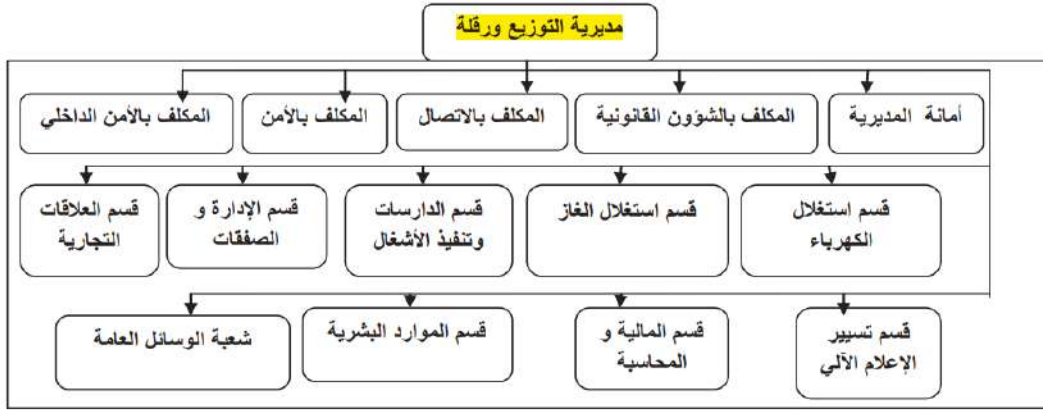 مديرية التوزيع ورقلة
أمانة المديرية
المكلف بالشؤون القانونية
المكلف بالاتصال
المكلف بالأمن
المكلف بالأمن الداخلي
قسم استغلال
الكهرباء
قسم استغلال الغاز
قسم الدارسات
وتنفيذ الأشغال
قسم الإدارة و
الصفقات
قسم العلاقات
التجارية
قسم تسيير
الإعلام الآلي
قسم المالية و
المحاسبة
قسم الموارد البشرية
شعبة الوسائل العامة